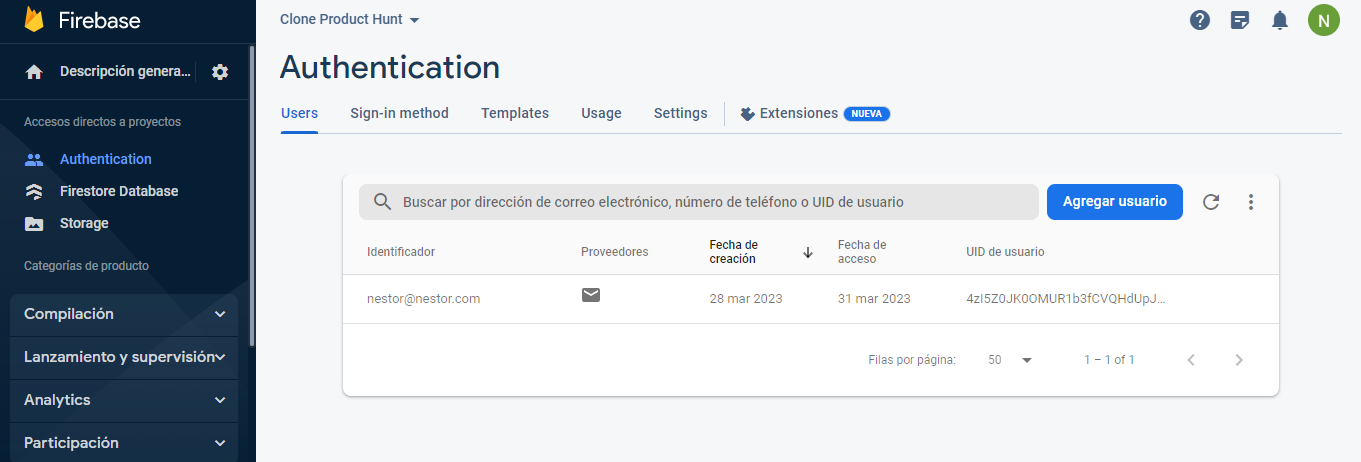 Firebase
Descripción genera...
Accesos directos a proyectos
Authentication
Firestore Database
Storage
Categorías de producto
Compilación
Lanzamiento y supervisión
Analytics
Participación
Clone Product Hunt
N
Authentication
Users Sign-in method Templates Usage Settings Extensiones NUEVA
Buscar por dirección de correo electrónico, número de teléfono o UID de usuario Agregar usuario
Identificador Proveedores Fecha de creación Fecha de acceso UID de usuario
nestor@nestor.com 28 mar 2023 31 mar 2023 4zI5Z0JK0OMUR1b3fCVQHdUpJ...
Filas por página: 50 1 – 1 of 1